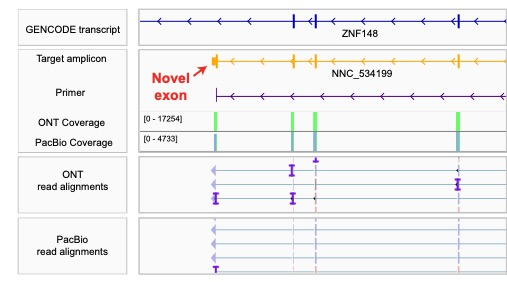 GENCODE transcript
ZNF148
Target amplicon
Novel
exon
NNC_534199
Primer
ONT Coverage
[0 - 17254]
PacBio Coverage
[0 - 4733]
ONT
read alignments
PacBio
read alignments